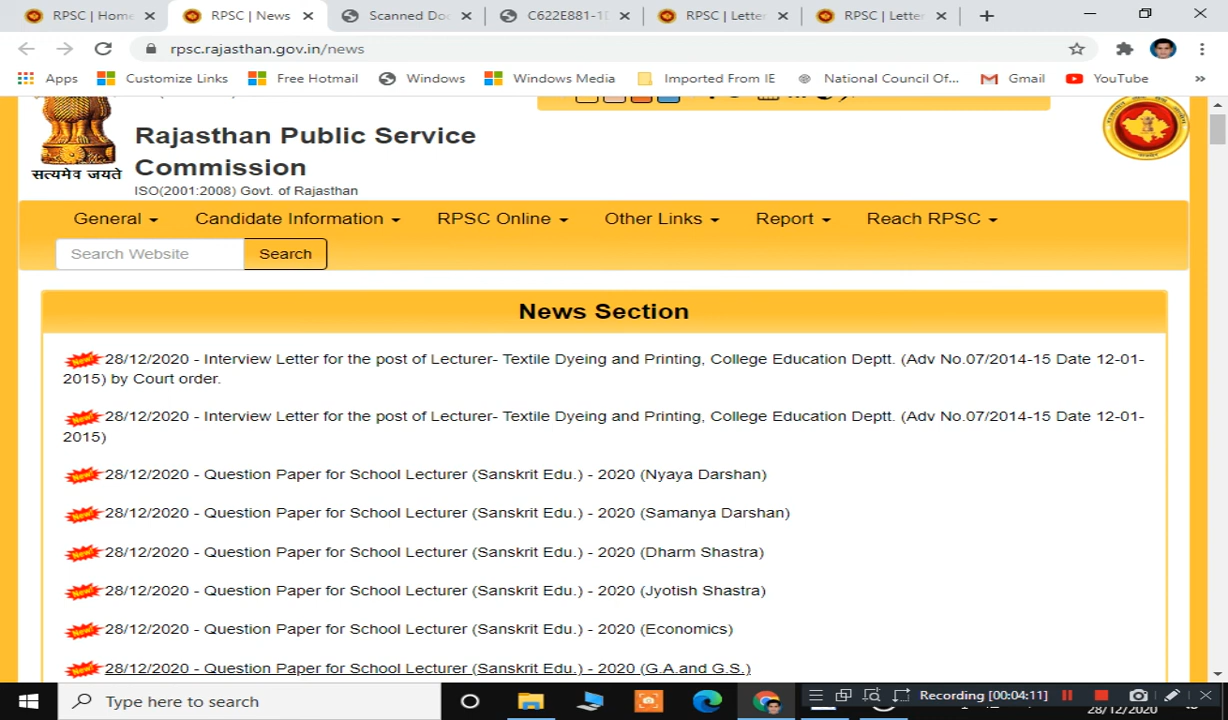 RPSC | Home
RPSC | News
Scanned Doc
C622E881-1D
RPSC | Letter
RPSC | Letter
rpsc.rajasthan.gov.in/news
Apps
Customize Links
Free Hotmail
Windows
Windows Media
Imported From IE
National Council Of...
Gmail
YouTube
Rajasthan Public Service
Commission
सत्यमेव जयते
ISO(2001:2008) Govt. of Rajasthan
General
Candidate Information
RPSC Online
Other Links
Report
Reach RPSC
Search Website
Search
News Section
New! 28/12/2020 - Interview Letter for the post of Lecturer- Textile Dyeing and Printing, College Education Deptt. (Adv No.07/2014-15 Date 12-01-
2015) by Court order.
New! 28/12/2020 - Interview Letter for the post of Lecturer- Textile Dyeing and Printing, College Education Deptt. (Adv No.07/2014-15 Date 12-01-
2015)
New! 28/12/2020 - Question Paper for School Lecturer (Sanskrit Edu.) - 2020 (Nyaya Darshan)
New! 28/12/2020 - Question Paper for School Lecturer (Sanskrit Edu.) - 2020 (Samanya Darshan)
New! 28/12/2020 - Question Paper for School Lecturer (Sanskrit Edu.) - 2020 (Dharm Shastra)
New! 28/12/2020 - Question Paper for School Lecturer (Sanskrit Edu.) - 2020 (Jyotish Shastra)
New! 28/12/2020 - Question Paper for School Lecturer (Sanskrit Edu.) - 2020 (Economics)
New! 28/12/2020 - Question Paper for School Lecturer (Sanskrit Edu.) - 2020 (G.A.and G.S.)
Type here to search
Recording [00:04:11]
28/12/2020